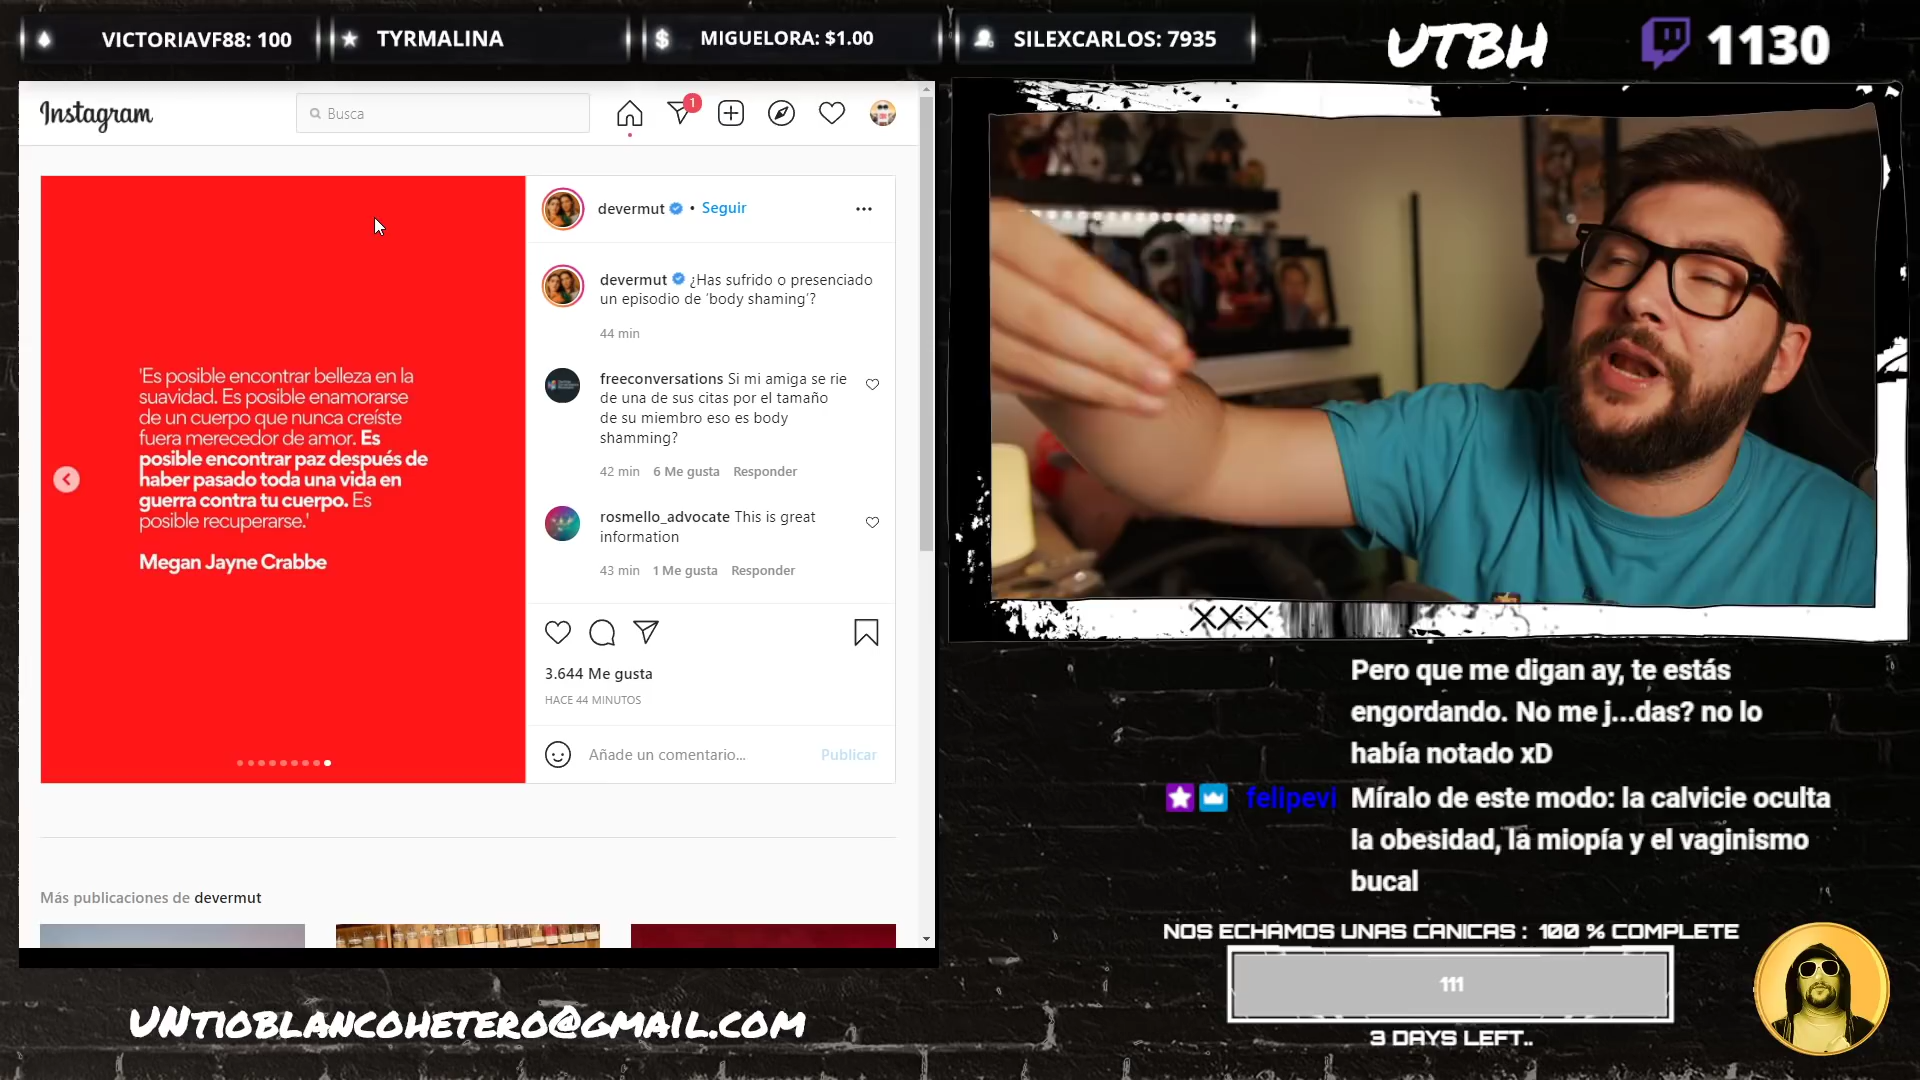 VICTORIAVF88: 100
TYRMALINA
$
MIGUELORA: $1.00
SILEXCARLOS: 7935
UTBH
1130
Instagram
Busca
1
'Es posible encontrar belleza en la
suavidad. Es posible enamorarse
de un cuerpo que nunca creíste
fuera merecedor de amor. Es
posible encontrar paz después de
haber pasado toda una vida en
guerra contra tu cuerpo. Es
posible recuperarse.'
Megan Jayne Crabbe
devermut • Seguir
devermut ¿Has sufrido o presenciado
un episodio de 'body shaming'?
44 min
freeconversations Si mi amiga se rie
de una de sus citas por el tamaño
de su miembro eso es body
shamming?
42 min 6 Me gusta Responder
rosmello_advocate This is great
information
43 min 1 Me gusta Responder
3.644 Me gusta
HACE 44 MINUTOS
Añade un comentario... Publicar
Más publicaciones de devermut
XXX
Pero que me digan ay, te estás
engordando. No me j...das? no lo
había notado xD
felipevi Míralo de este modo: la calvicie oculta
la obesidad, la miopía y el vaginismo
bucal
NOS ECHAMOS UNAS CANICAS : 100 % COMPLETE
111
3 DAYS LEFT..
UNTIOBLANCOHETERO@GMAIL.COM